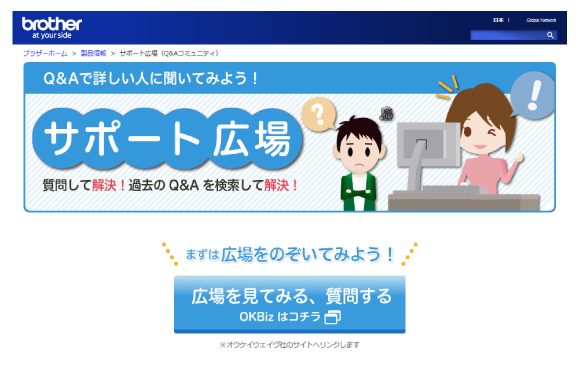 brother
at your side
日本 | Global Network
ブラザーホーム > 製品情報 > サポート広場（Q&Aコミュニティ）
Q&Aで詳しい人に聞いてみよう！
サポート広場
質問して解決！過去の Q&A を検索して解決！
?
!
まずは広場をのぞいてみよう！
広場を見てみる、質問する
OKBiz はコチラ
※オウケイウェイヴ社のサイトへリンクします